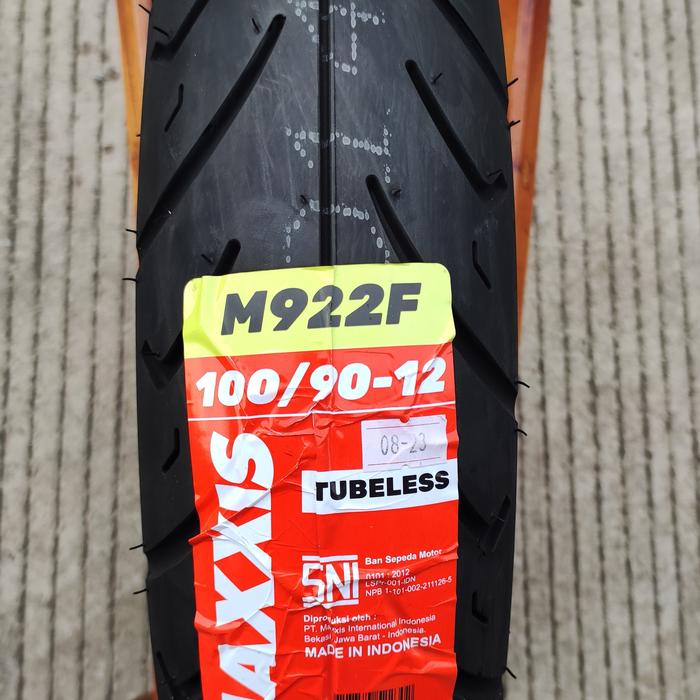 M922F
100/90-12
08-23
TUBELESS
MAXXIS
SNI
Ban Sepeda Motor
0101 : 2012
LSPr-001-IDN
NPB 1-101-002-211126-5
Diproduksi oleh :
PT. Maxxis International Indonesia
Bekasi, Jawa Barat - Indonesia.
MADE IN INDONESIA